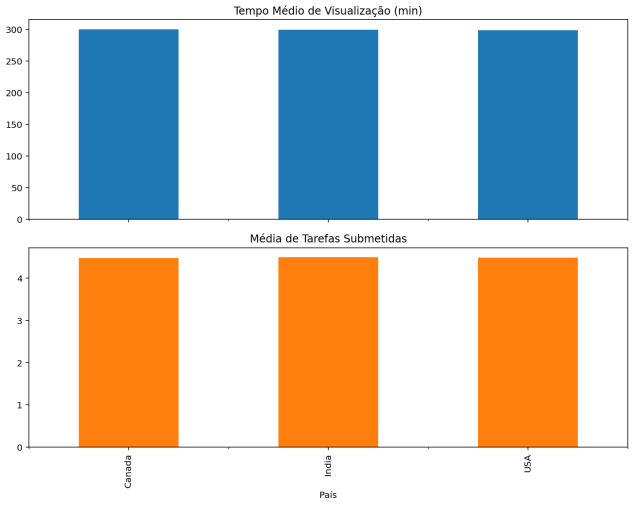 Tempo Médio de Visualização (min)
300
250
200
150
100
50
0
Média de Tarefas Submetidas
4
3
2
1
0
Canada
India
USA
País